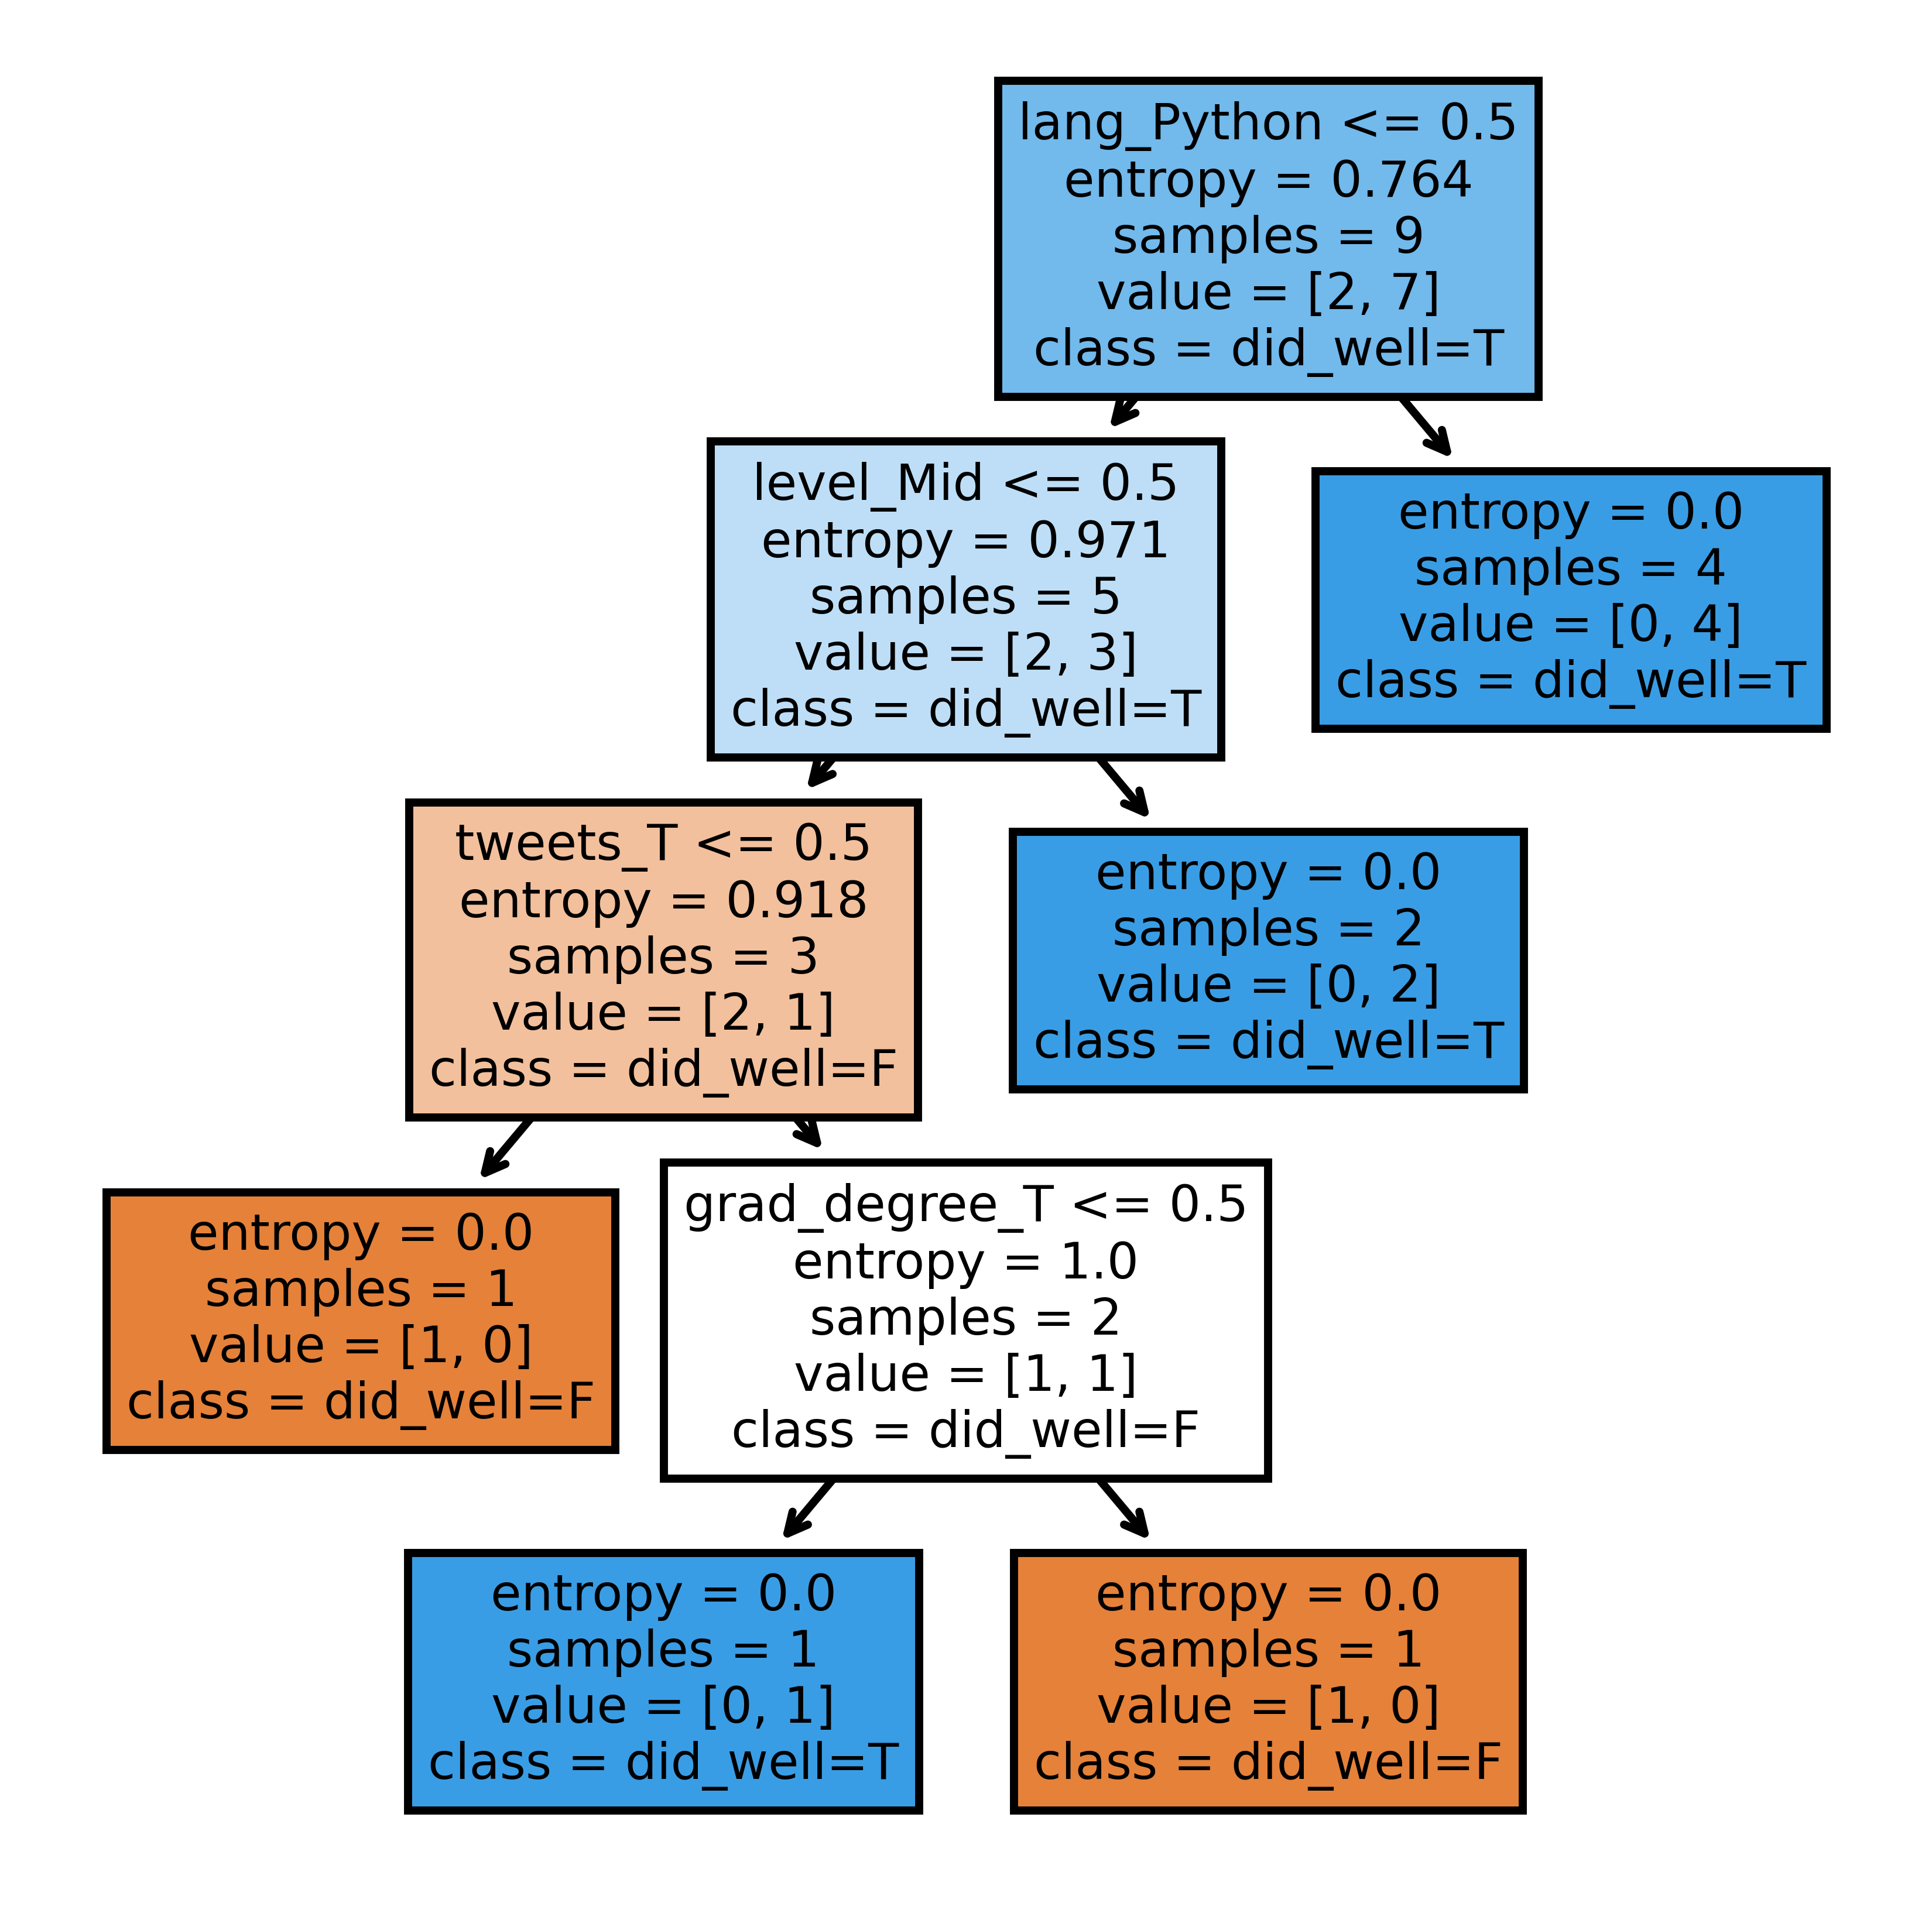 lang_Python <= 0.5
entropy = 0.764
samples = 9
value = [2, 7]
class = did_well=T
level_Mid <= 0.5
entropy = 0.971
samples = 5
value = [2, 3]
class = did_well=T
entropy = 0.0
samples = 4
value = [0, 4]
class = did_well=T
tweets_T <= 0.5
entropy = 0.918
samples = 3
value = [2, 1]
class = did_well=F
entropy = 0.0
samples = 2
value = [0, 2]
class = did_well=T
entropy = 0.0
samples = 1
value = [1, 0]
class = did_well=F
grad_degree_T <= 0.5
entropy = 1.0
samples = 2
value = [1, 1]
class = did_well=F
entropy = 0.0
samples = 1
value = [0, 1]
class = did_well=T
entropy = 0.0
samples = 1
value = [1, 0]
class = did_well=F